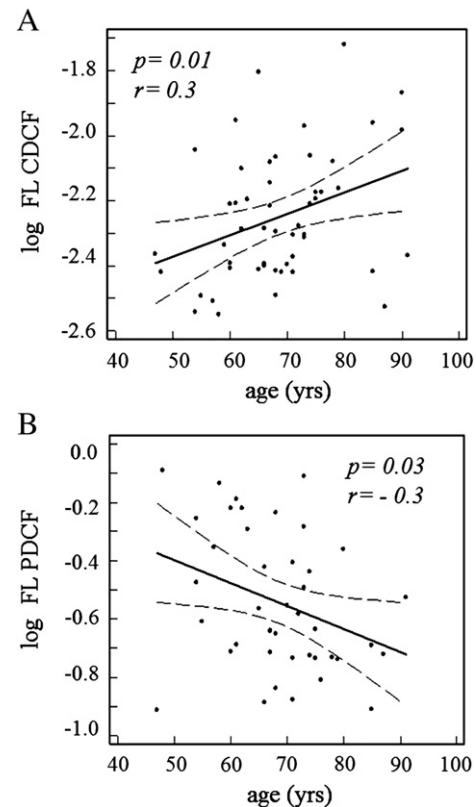 A
p= 0.01
r= 0.3
log FL CDCF
-1.8
-2.0
-2.2
-2.4
-2.6
40 50 60 70 80 90 100
age (yrs)
B
p= 0.03
r= - 0.3
log FL PDCF
0.0
-0.2
-0.4
-0.6
-0.8
-1.0
40 50 60 70 80 90 100
age (yrs)